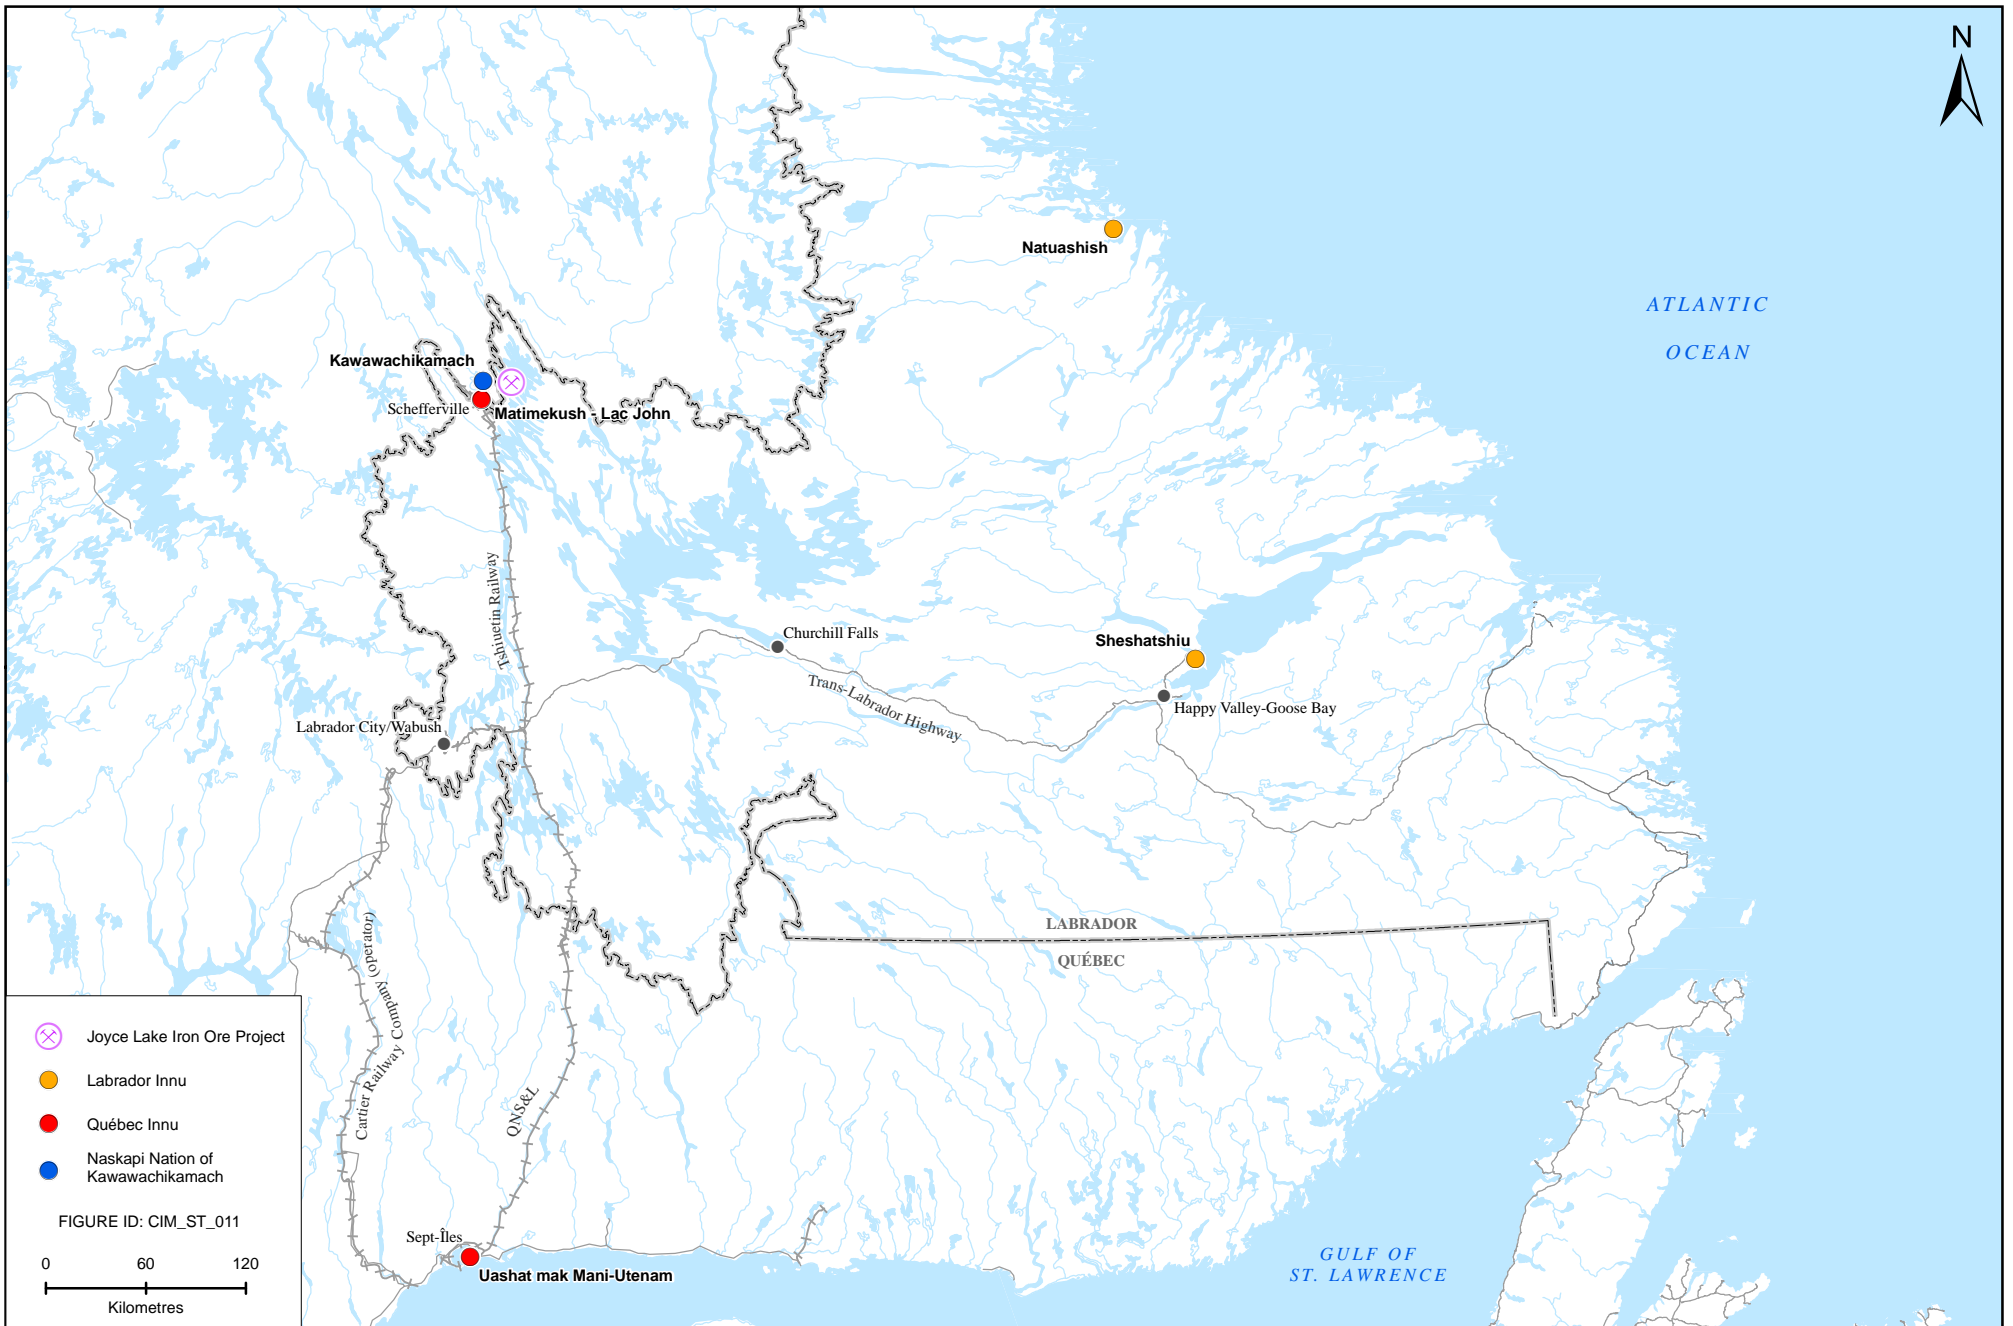 N
Natuashish
ATLANTIC
OCEAN
Kawawachikamach
Schefferville
Matimekush - Lac John
Tshiuetin Railway
Churchill Falls
Sheshatshiu
Trans-Labrador Highway
Happy Valley-Goose Bay
Labrador City/Wabush
LABRADOR
QUÉBEC
Cartier Railway Company (operator)
QNS&L
Sept-Îles
Uashat mak Mani-Utenam
GULF OF
ST. LAWRENCE
Joyce Lake Iron Ore Project
Labrador Innu
Québec Innu
Naskapi Nation of
Kawawachikamach
FIGURE ID: CIM_ST_011
0 60 120
Kilometres